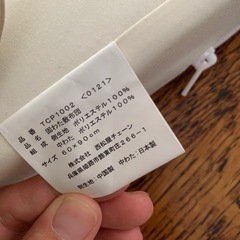 品番 TCP1002 <0121>
品名 固わた敷布団
組成 側生地 ポリエステル100%
中わた ポリエステル100%
サイズ 60×90cm
株式会社 西松屋チェーン
兵庫県姫路市飾東町庄266-1
側生地:中国製 中わた:日本製